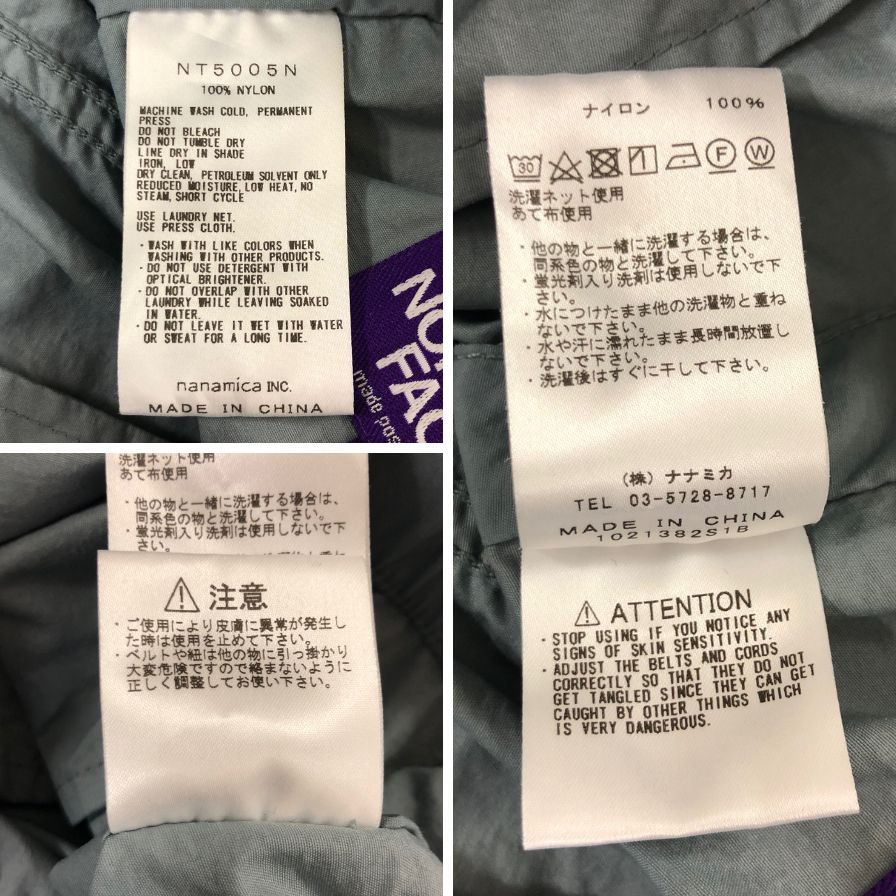 NT5005N
100% NYLON
MACHINE WASH COLD, PERMANENT
PRESS
DO NOT BLEACH
DO NOT TUMBLE DRY
LINE DRY IN SHADE
IRON, LOW
DRY CLEAN, PETROLEUM SOLVENT ONLY
REDUCED MOISTURE, LOW HEAT, NO
STEAM, SHORT CYCLE
USE LAUNDRY NET.
USE PRESS CLOTH.
・WASH WITH LIKE COLORS WHEN
WASHING WITH OTHER PRODUCTS.
・DO NOT USE DETERGENT WITH
OPTICAL BRIGHTENER.
・DO NOT OVERLAP WITH OTHER
LAUNDRY WHILE LEAVING SOAKED
IN WATER.
・DO NOT LEAVE IT WET WITH WATER
OR SWEAT FOR A LONG TIME.
nanamica INC.
MADE IN CHINA
made
ナイロン 100%
30 F W
洗濯ネット使用
あて布使用
・他の物と一緒に洗濯する場合は、
同系色の物と洗濯して下さい。
・蛍光剤入り洗剤は使用しないで下
さい。
・水につけたまま他の洗濯物と重ね
ないで下さい。
・水や汗に濡れたまま長時間放置し
ないで下さい。
・洗濯後はすぐに干して下さい。
(株) ナナミカ
TEL 03-5728-8717
MADE IN CHINA
1021382S1B
ATTENTION
・STOP USING IF YOU NOTICE ANY
SIGNS OF SKIN SENSITIVITY.
・ADJUST THE BELTS AND CORDS
CORRECTLY SO THAT THEY DO NOT
GET TANGLED SINCE THEY CAN GET
CAUGHT BY OTHER THINGS WHICH
IS VERY DANGEROUS.
洗濯ネット使用
あて布使用
・他の物と一緒に洗濯する場合は、
同系色の物と洗濯して下さい。
・蛍光剤入り洗剤は使用しないで下
さい。
注意
・ご使用により皮膚に異常が発生し
た時は使用を止めて下さい。
・ベルトや紐は他の物に引っ掛かり
大変危険ですので絡まないように
正しく調整してお使い下さい。